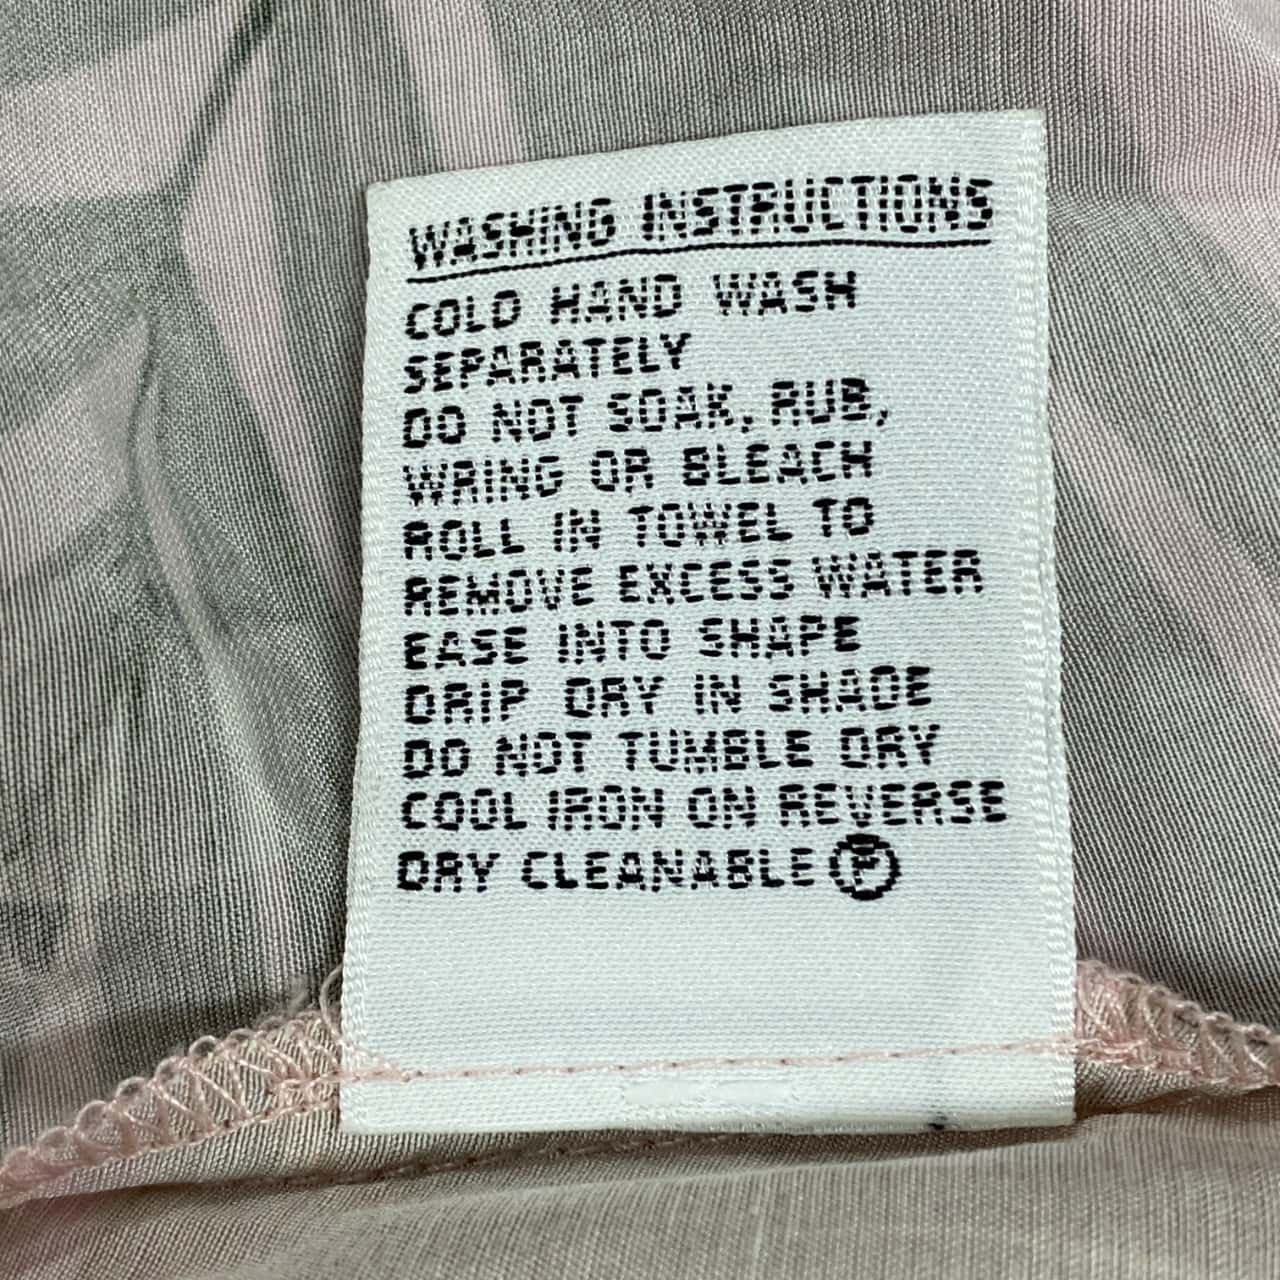 WASHING INSTRUCTIONS
COLD HAND WASH
SEPARATELY
DO NOT SOAK, RUB,
WRING OR BLEACH
ROLL IN TOWEL TO
REMOVE EXCESS WATER
EASE INTO SHAPE
DRIP DRY IN SHADE
DO NOT TUMBLE DRY
COOL IRON ON REVERSE
DRY CLEANABLE Ⓟ